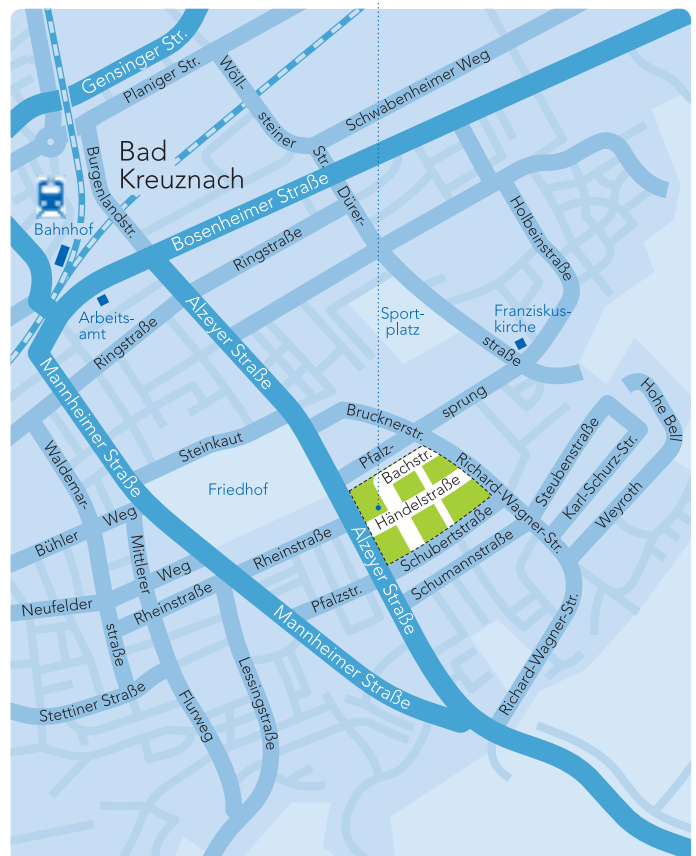 Gensinger Str.
Planiger Str.
Wöll-
steiner
Str.
Schwabenheimer Weg
Burgenlandstr.
Bad
Kreuznach
Bahnhof
Bosenheimer Straße
Dürer-
Holbeinstraße
Ringstraße
Arbeits-
amt
Ringstraße
Alzeyer Straße
Sport-
platz
Franziskus-
kirche
straße
Mannheimer Straße
Steinkaut
Brucknerstr.
Pfalz-
sprung
Hohe Bell
Bachstr.
Händelstraße
Richard-Wagner-Str.
Steubenstraße
Karl-Schurz-Str.
Weyroth
Waldemar-
Friedhof
Bühler
Weg
MIttlerer
Weg
Rheinstraße
Alzeyer Straße
Schubertstraße
Schumannstraße
Neufelder
Rheinstraße
Pfalzstr.
straße
Mannheimer Straße
Richard-Wagner-Str.
Stettiner Straße
Flurweg
Lessingstraße